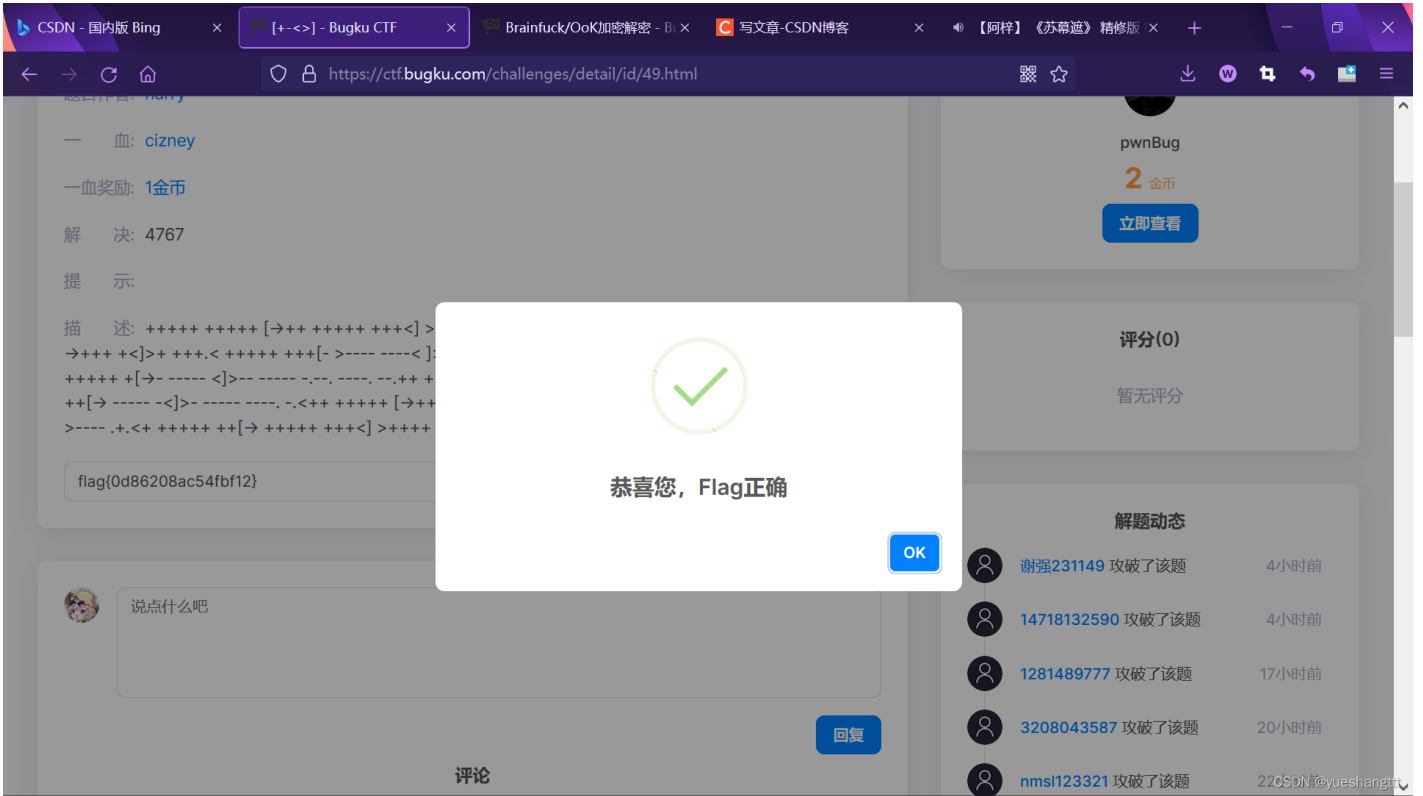 CSDN - 国内版 Bing
[+-<>] - Bugku CTF
Brainfuck/OoK加密解密 - B
写文章-CSDN博客
【阿梓】《苏幕遮》精修版
https://ctf.bugku.com/challenges/detail/id/49.html
题目作者: harry
一 血: cizney
一血奖励: 1金币
解 决: 4767
提 示:
描 述: +++++ +++++ [->++ +++++ +++<] >
->+++ +<]>+ +++.< +++++ +++[- >---- ----< ]>
+++++ +[->- ----- <]>-- ----- -.--. ----. --.++ +
++[-> ----- -<]>- ----- ----. -.<++ +++++ [->++
>---- .+.<+ +++++ ++[-> +++++ +++<] >++++
flag{0d86208ac54fbf12}
恭喜您，Flag正确
OK
说点什么吧
回复
评论
pwnBug
2 金币
立即查看
评分(0)
暂无评分
解题动态
谢强231149 攻破了该题 4小时前
14718132590 攻破了该题 4小时前
1281489777 攻破了该题 17小时前
3208043587 攻破了该题 20小时前
nmsl123321 攻破了该题
CSDN @yueshangttt